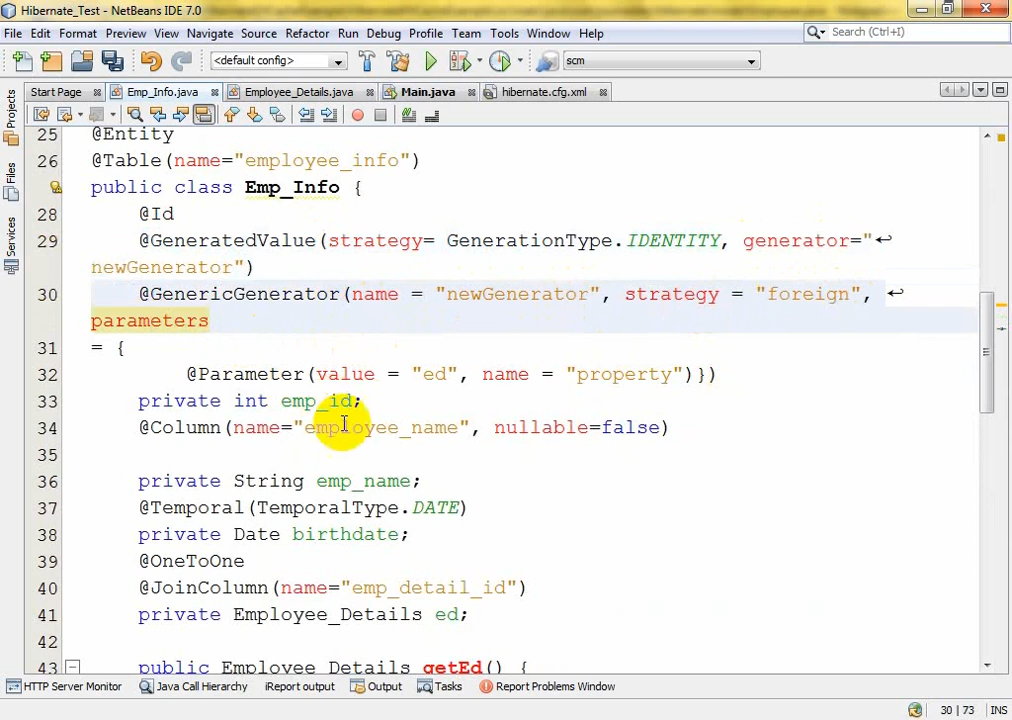 Hibernate_Test - NetBeans IDE 7.0
File Edit Format Preview View Navigate Source Refactor Run Debug Profile Team Tools Window Help
Search (Ctrl+I)
<default config>
scm
Start Page Emp_Info.java Employee_Details.java Main.java hibernate.cfg.xml
Projects
Files
Services
25 @Entity
26 @Table(name="employee_info")
public class Emp_Info {
28 @Id
29 @GeneratedValue(strategy= GenerationType.IDENTITY, generator="
newGenerator")
30 @GenericGenerator(name = "newGenerator", strategy = "foreign",
parameters
31 = {
32 @Parameter(value = "ed", name = "property")})
33 private int emp_id;
34 @Column(name="employee_name", nullable=false)
35
36 private String emp_name;
37 @Temporal(TemporalType.DATE)
38 private Date birthdate;
39 @OneToOne
40 @JoinColumn(name="emp_detail_id")
41 private Employee_Details ed;
42
43 public Employee_Details getEd() {
HTTP Server Monitor Java Call Hierarchy iReport output Output Tasks Report Problems Window
30 | 73 INS